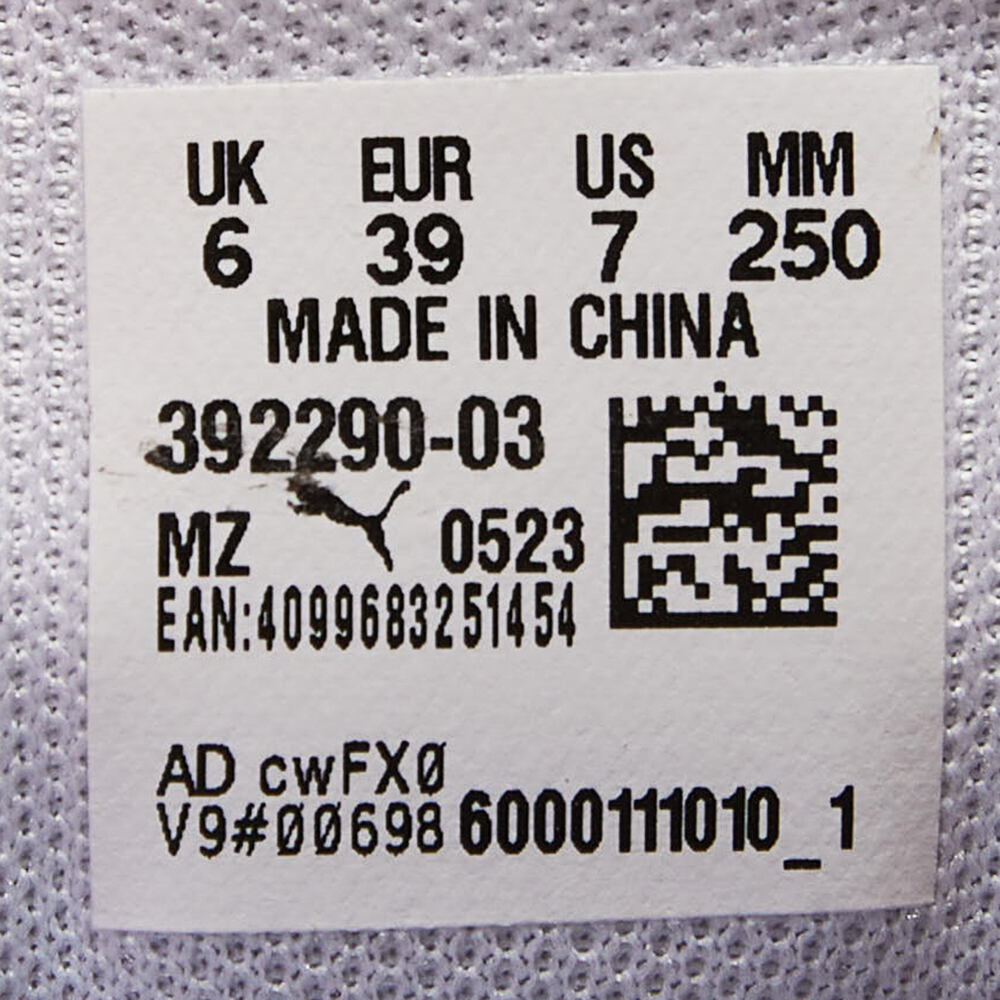 UK EUR US MM
6 39 7 250
MADE IN CHINA
392290-03
MZ 0523
EAN:4099683251454
AD cwFX0
V9#00698 6000111010_1